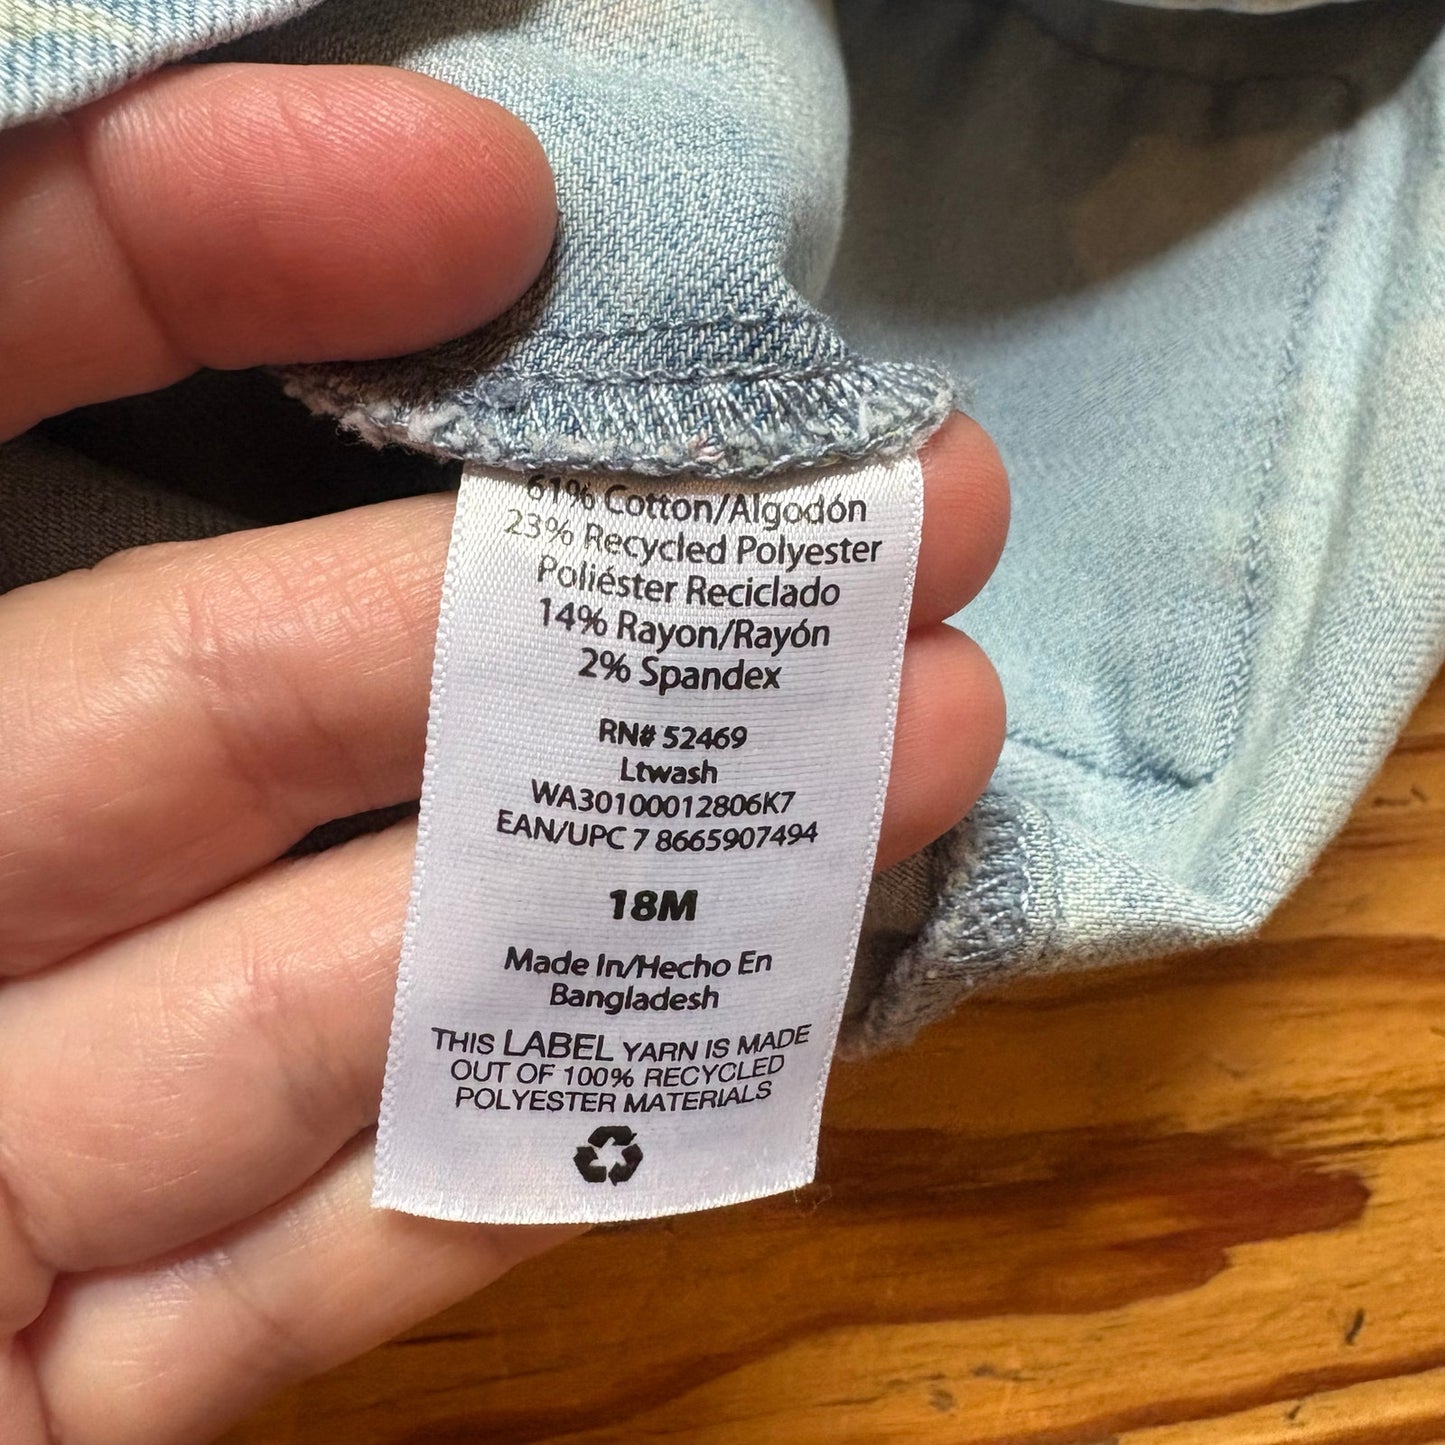 61% Cotton/Algodón
23% Recycled Polyester
Poliéster Reciclado
14% Rayon/Rayón
2% Spandex
RN# 52469
Ltwash
WA30100012806K7
EAN/UPC 7 8665907494
18M
Made In/Hecho En
Bangladesh
THIS LABEL YARN IS MADE
OUT OF 100% RECYCLED
POLYESTER MATERIALS